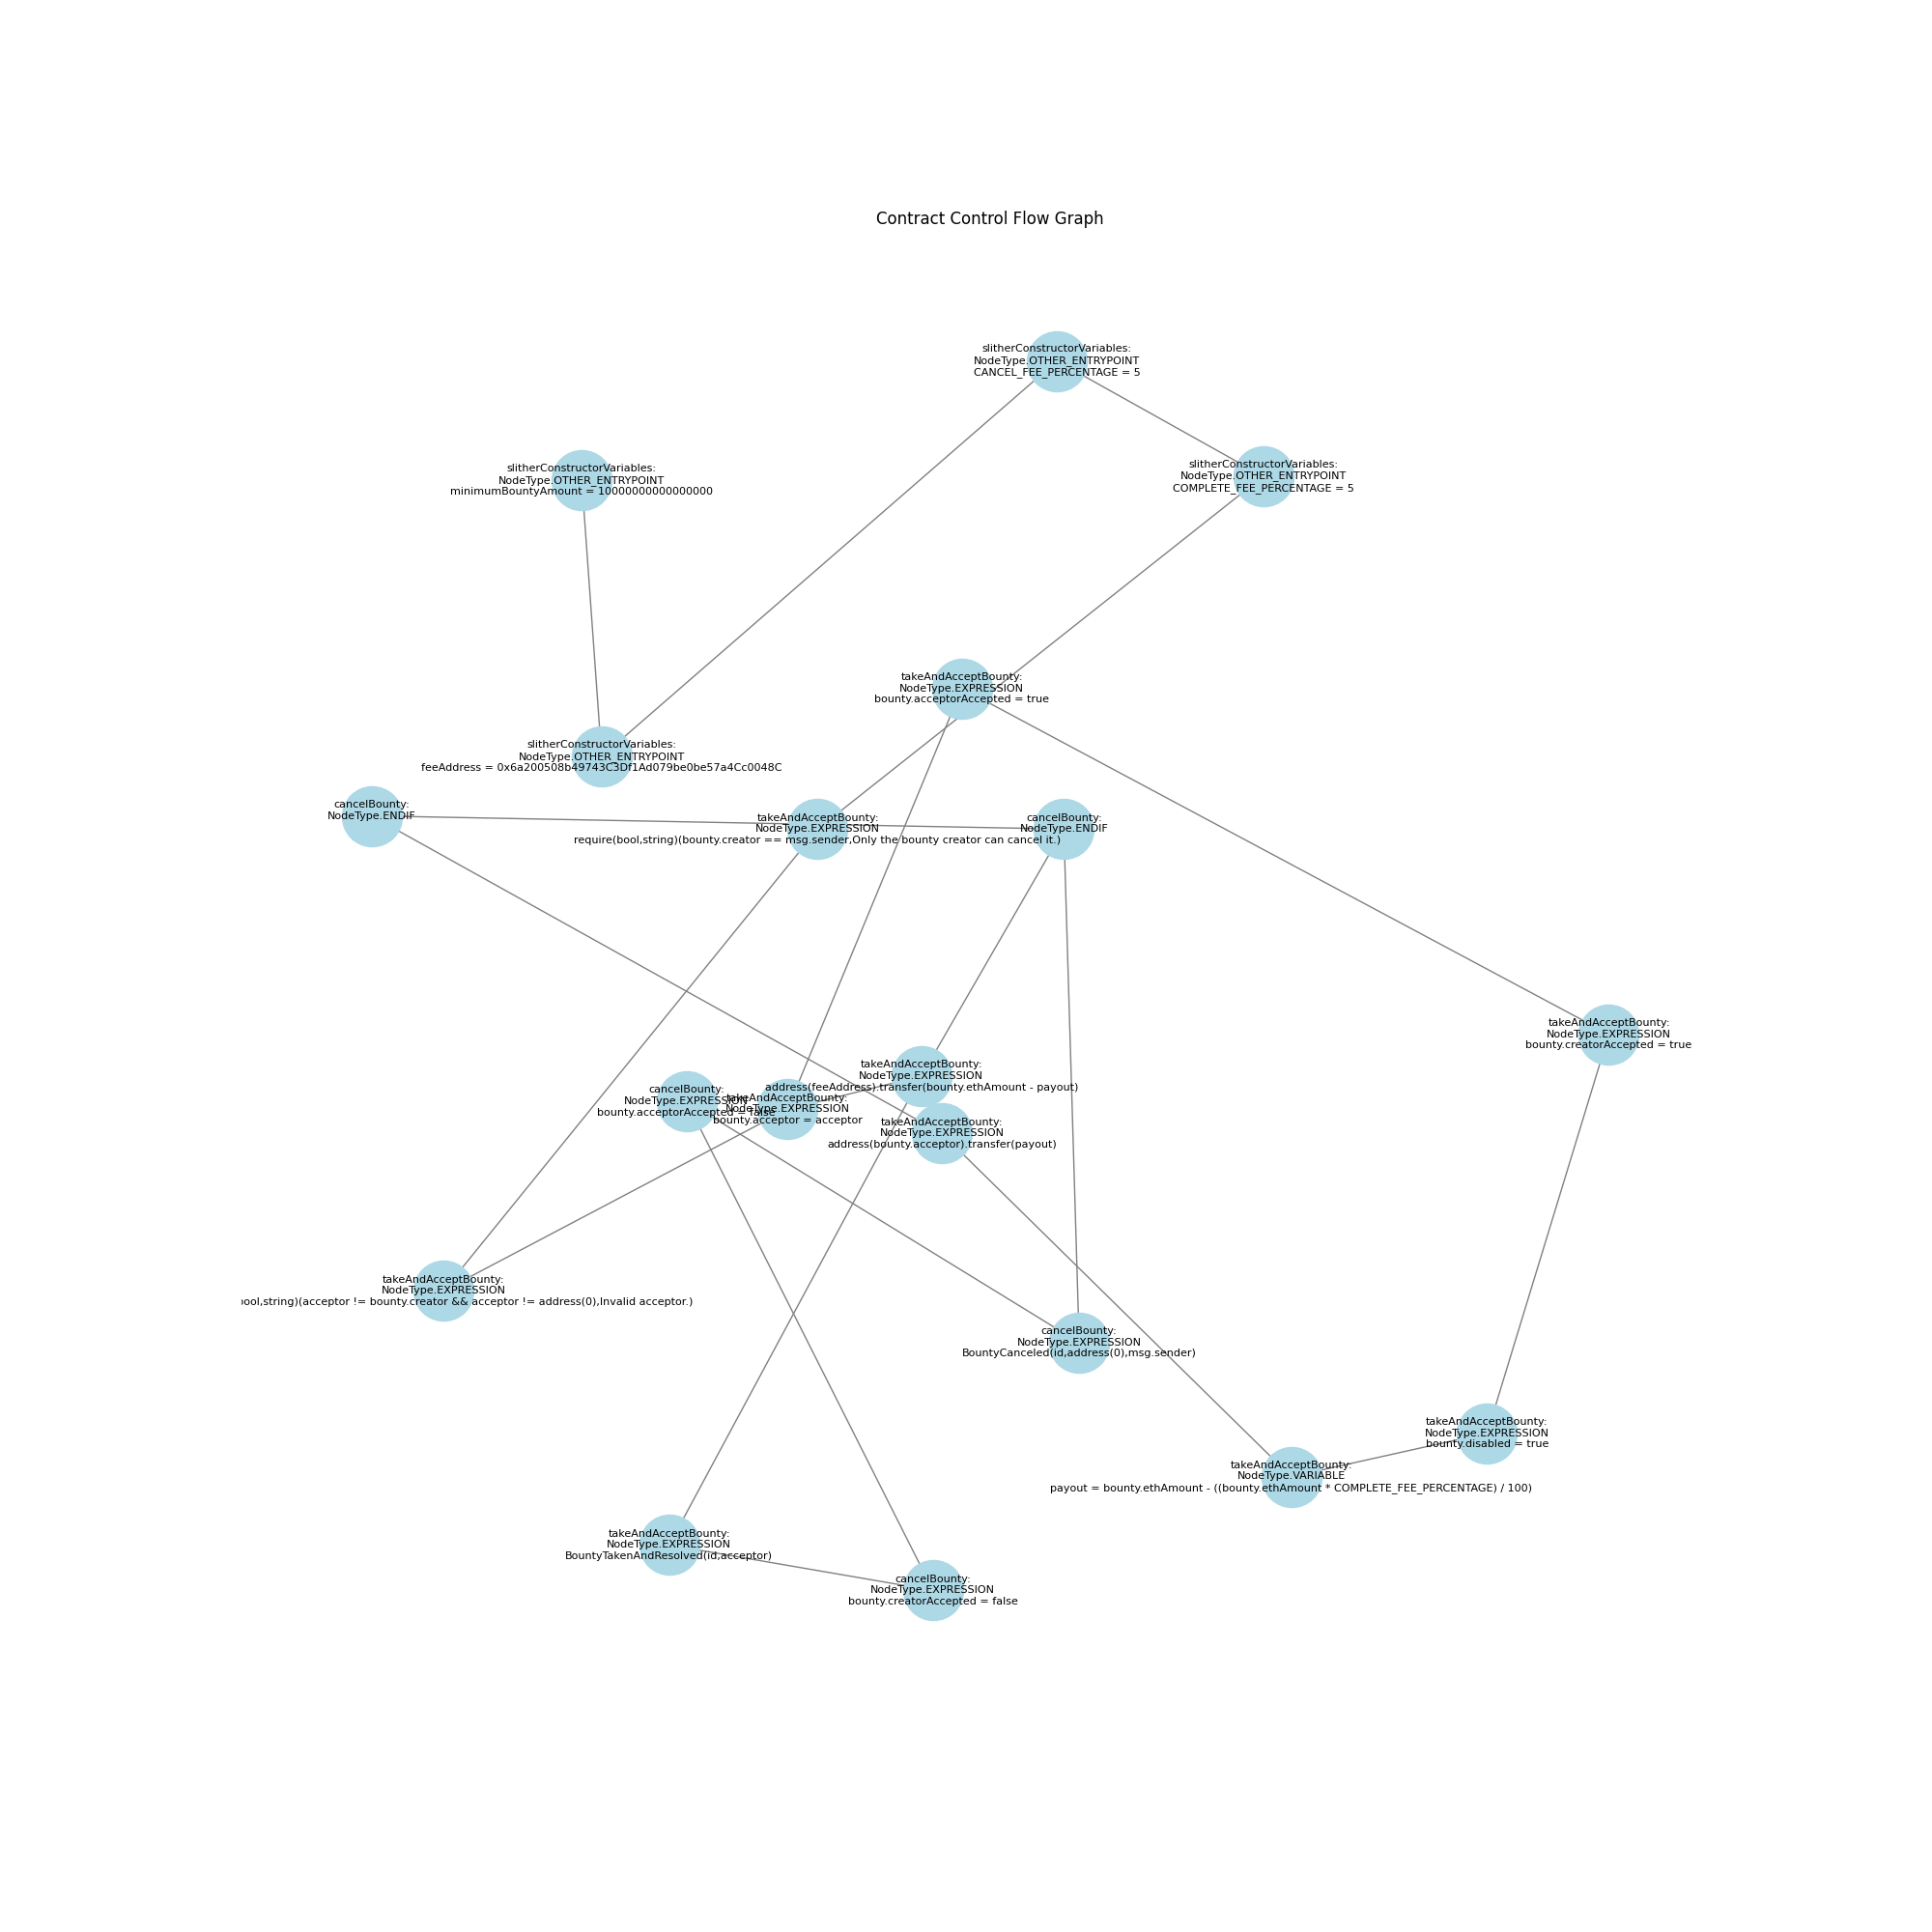 Contract Control Flow Graph
slitherConstructorVariables:
NodeType.OTHER_ENTRYPOINT
CANCEL_FEE_PERCENTAGE = 5
slitherConstructorVariables:
NodeType.OTHER_ENTRYPOINT
minimumBountyAmount = 10000000000000000
slitherConstructorVariables:
NodeType.OTHER_ENTRYPOINT
COMPLETE_FEE_PERCENTAGE = 5
takeAndAcceptBounty:
NodeType.EXPRESSION
bounty.acceptorAccepted = true
slitherConstructorVariables:
NodeType.OTHER_ENTRYPOINT
feeAddress = 0x6a200508b49743C3Df1Ad079be0be57a4Cc0048C
cancelBounty:
NodeType.ENDIF
takeAndAcceptBounty:
NodeType.EXPRESSION
require(bool,string)(bounty.creator == msg.sender,Only the bounty creator can cancel it.)
cancelBounty:
NodeType.ENDIF
takeAndAcceptBounty:
NodeType.EXPRESSION
bounty.creatorAccepted = true
takeAndAcceptBounty:
NodeType.EXPRESSION
address(feeAddress).transfer(bounty.ethAmount - payout)
cancelBounty:
NodeType.EXPRESSION
bounty.acceptorAccepted = false
takeAndAcceptBounty:
NodeType.EXPRESSION
bounty.acceptor = acceptor
takeAndAcceptBounty:
NodeType.EXPRESSION
address(bounty.acceptor).transfer(payout)
takeAndAcceptBounty:
NodeType.EXPRESSION
ool,string)(acceptor != bounty.creator && acceptor != address(0),Invalid acceptor.)
cancelBounty:
NodeType.EXPRESSION
BountyCanceled(id,address(0),msg.sender)
takeAndAcceptBounty:
NodeType.EXPRESSION
bounty.disabled = true
takeAndAcceptBounty:
NodeType.VARIABLE
payout = bounty.ethAmount - ((bounty.ethAmount * COMPLETE_FEE_PERCENTAGE) / 100)
takeAndAcceptBounty:
NodeType.EXPRESSION
BountyTakenAndResolved(id,acceptor)
cancelBounty:
NodeType.EXPRESSION
bounty.creatorAccepted = false